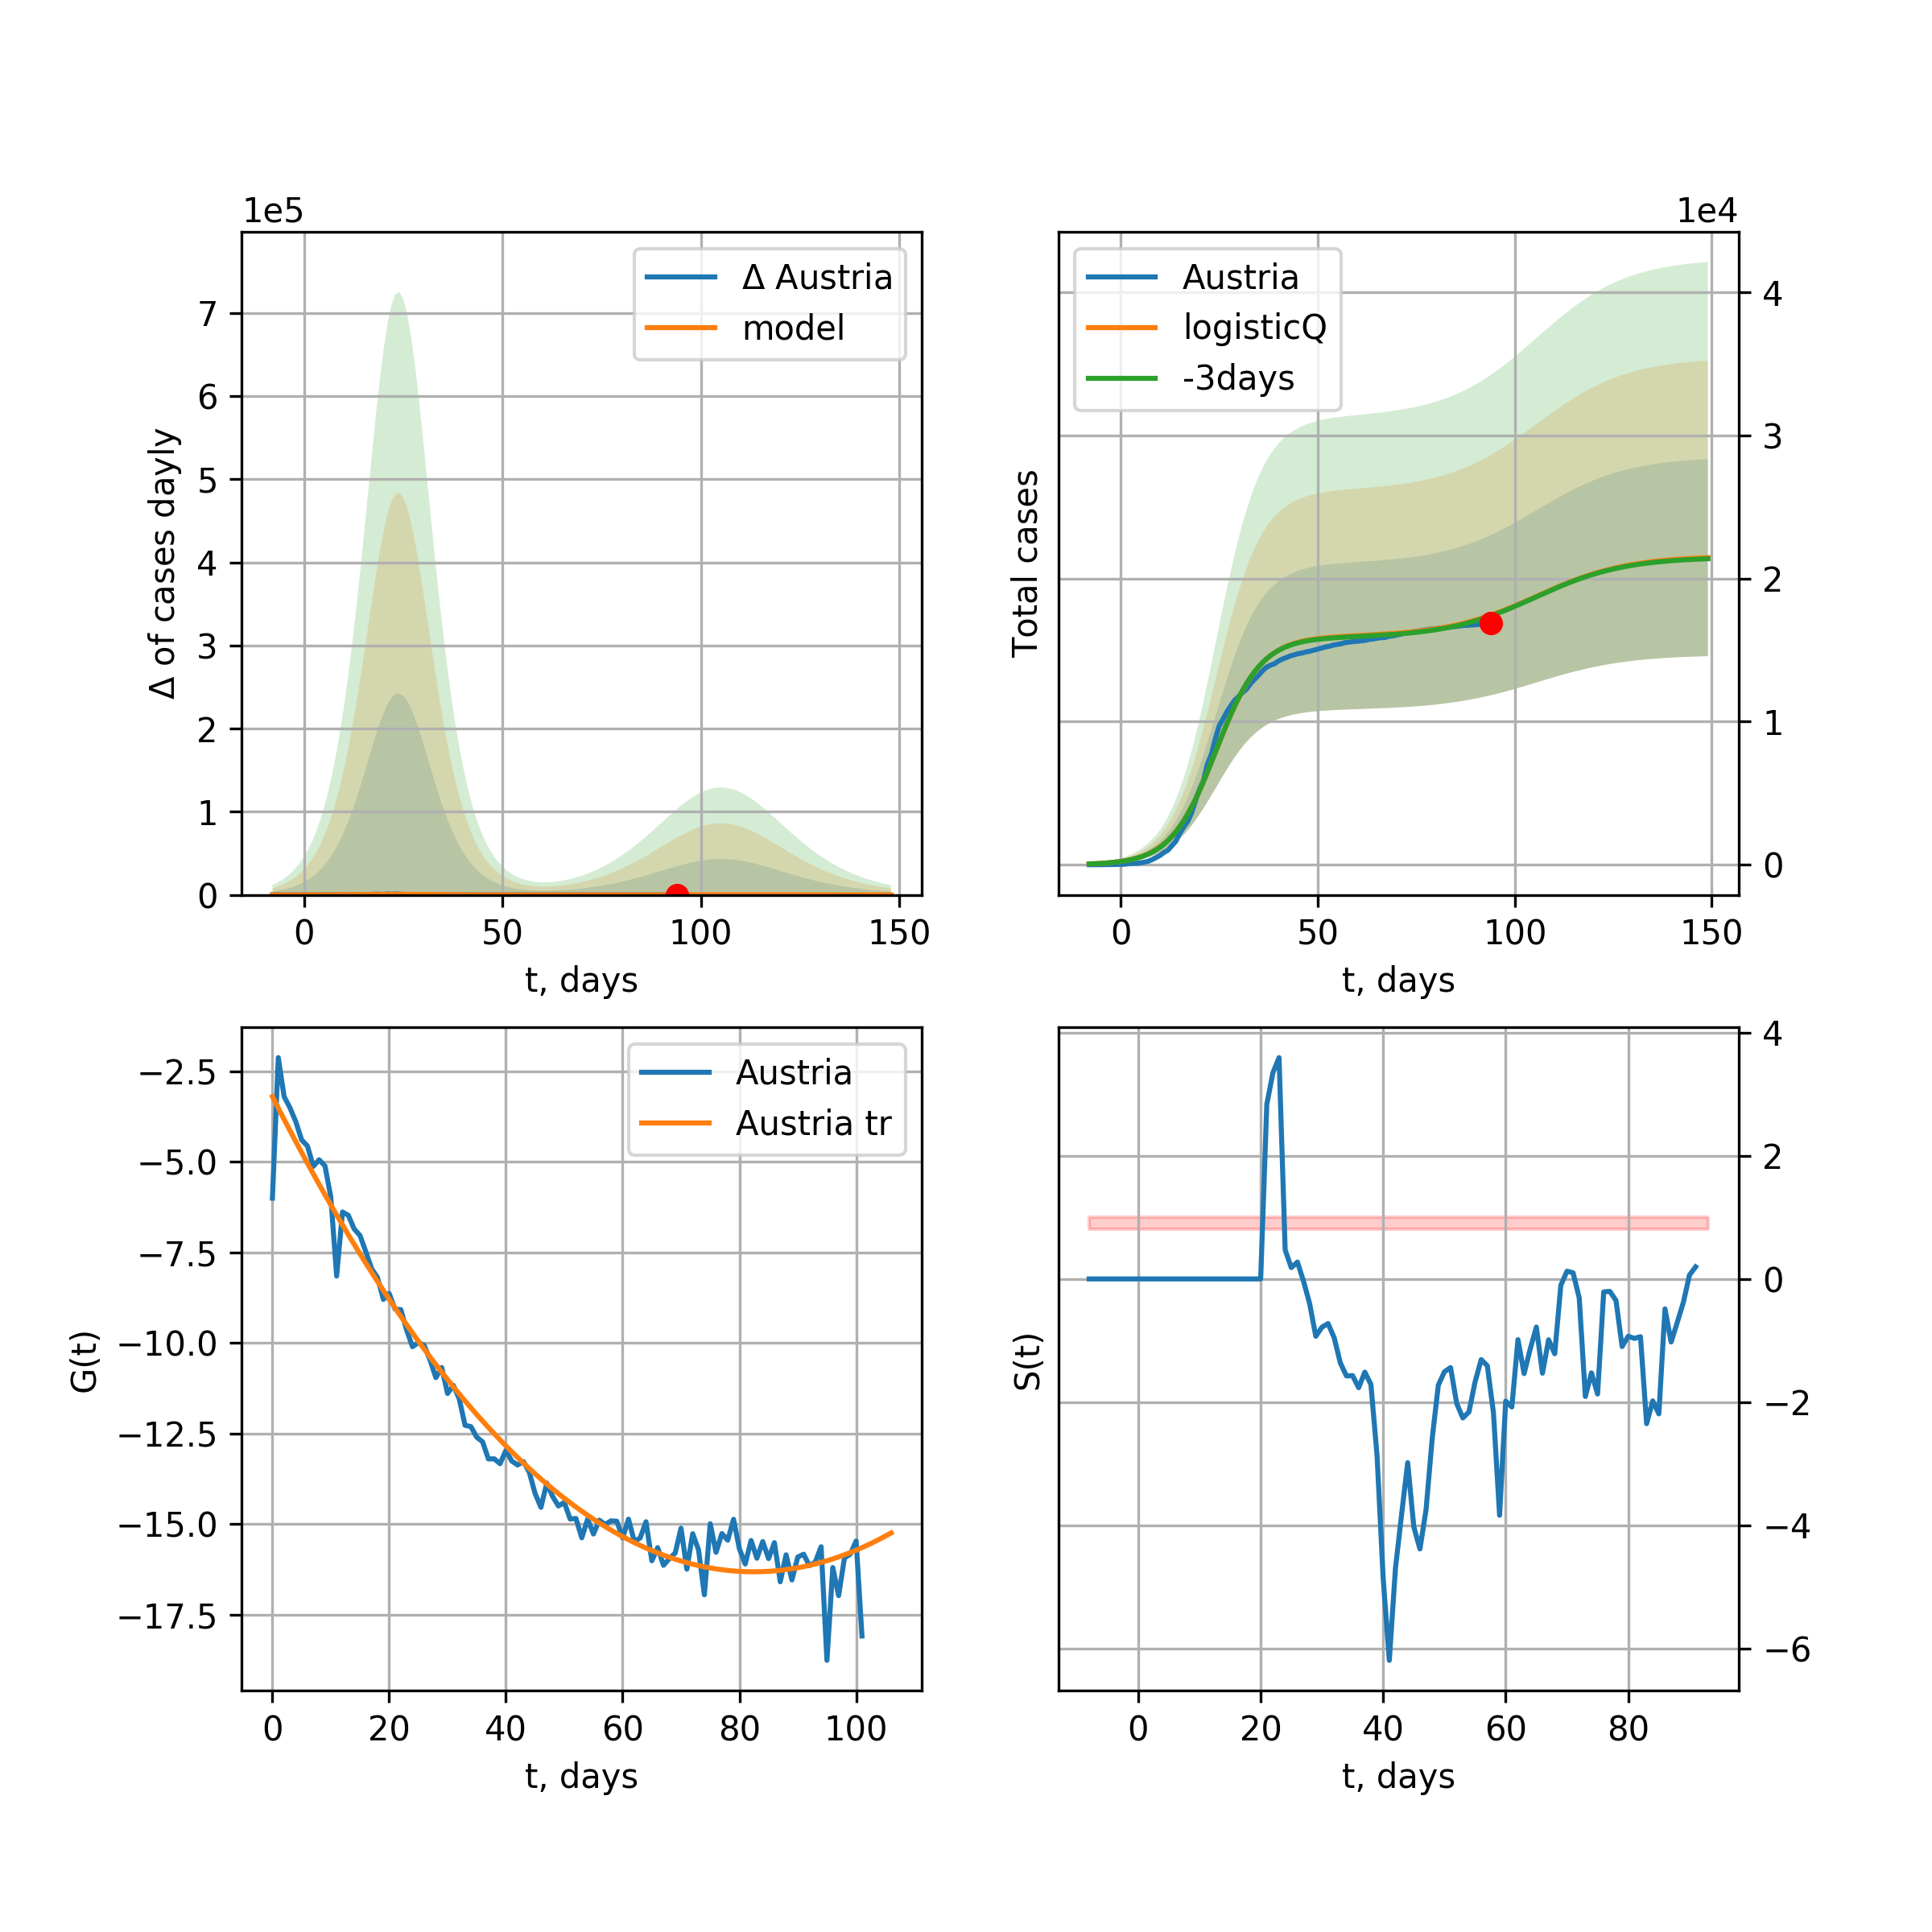 1e5
Δ of cases dayly
7
6
5
4
3
2
1
0
0 50 100 150
t, days
Δ Austria
model
1e4
Total cases
4
3
2
1
0
0 50 100 150
t, days
Austria
logisticQ
-3days
G(t)
−2.5
−5.0
−7.5
−10.0
−12.5
−15.0
−17.5
0 20 40 60 80 100
t, days
Austria
Austria tr
S(t)
4
2
0
−2
−4
−6
0 20 40 60 80
t, days